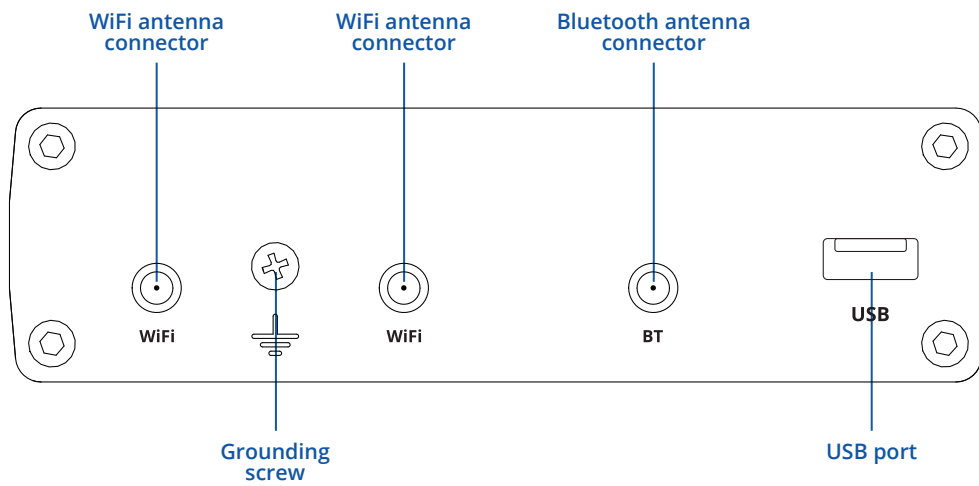 WiFi antenna
connector
WiFi antenna
connector
Bluetooth antenna
connector
WiFi
WiFi
BT
USB
Grounding
screw
USB port